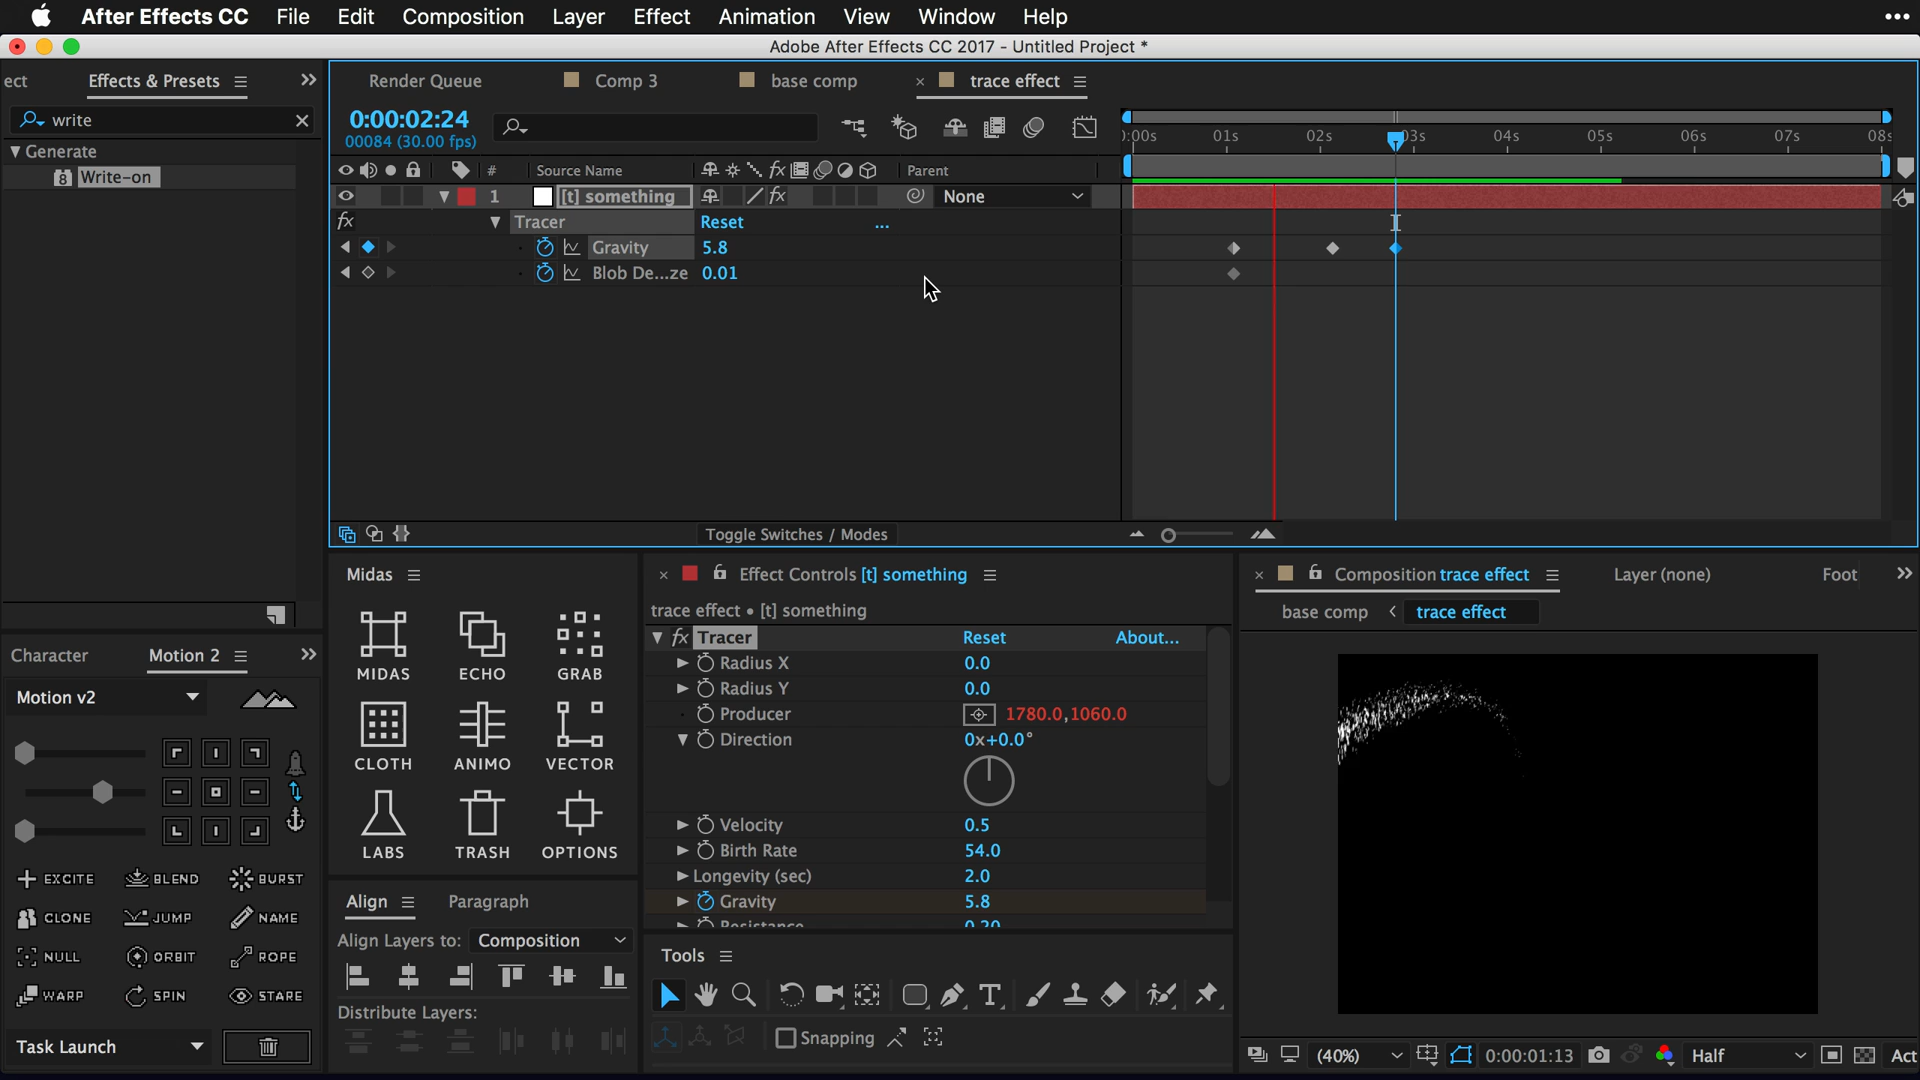 After Effects CC File Edit Composition Layer Effect Animation View Window Help
Adobe After Effects CC 2017 - Untitled Project *
ect Effects & Presets
write
Generate
8 Write-on
Render Queue Comp 3 base comp trace effect
0:00:02:24
00084 (30.00 fps)
):00s 01s 02s 03s 04s 05s 06s 07s 08s
# Source Name fx Parent
1 [t] something fx None
fx Tracer Reset ...
Gravity 5.8
Blob De...ze 0.01
Toggle Switches / Modes
Character Motion 2
Motion v2
EXCITE BLEND BURST
CLONE JUMP NAME
NULL ORBIT ROPE
WARP SPIN STARE
Task Launch
Midas
MIDAS ECHO GRAB
CLOTH ANIMO VECTOR
LABS TRASH OPTIONS
Align Paragraph
Align Layers to: Composition
Distribute Layers:
Effect Controls [t] something
trace effect • [t] something
fx Tracer Reset About...
Radius X 0.0
Radius Y 0.0
Producer 1780.0,1060.0
Direction 0x+0.0°
Velocity 0.5
Birth Rate 54.0
Longevity (sec) 2.0
Gravity 5.8
Resistance 0.20
Tools
T
Snapping
Composition trace effect Layer (none) Foot
base comp < trace effect
(40%) 0:00:01:13 Half Act